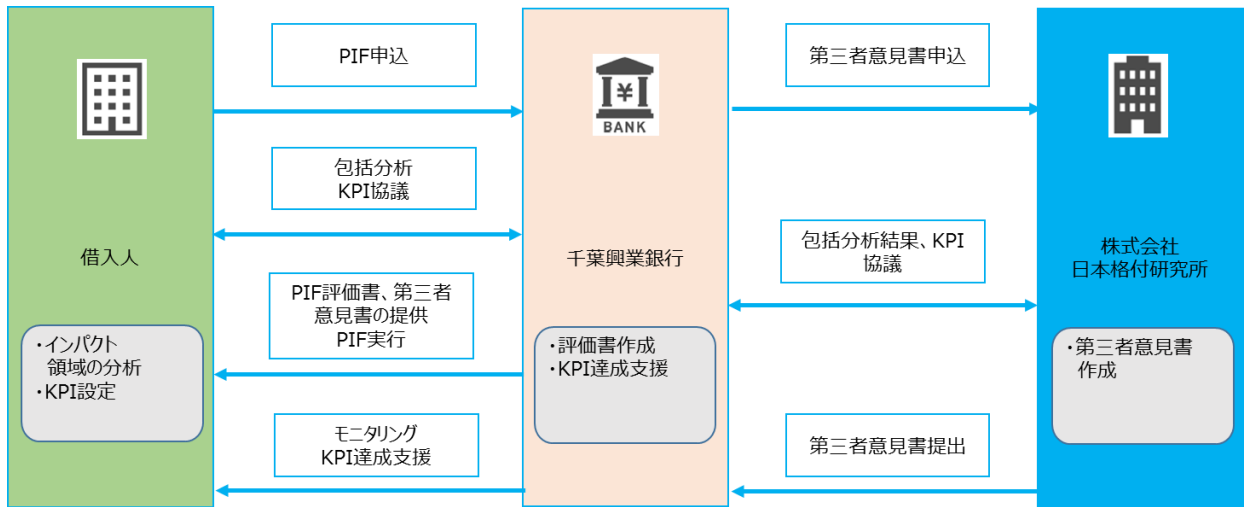 PIF申込
第三者意見書申込
¥
BANK
包括分析
KPI協議
借入人
千葉興業銀行
包括分析結果、KPI
協議
株式会社
日本格付研究所
PIF評価書、第三者
意見書の提供
PIF実行
・インパクト
領域の分析
・KPI設定
・評価書作成
・KPI達成支援
・第三者意見書
作成
モニタリング
KPI達成支援
第三者意見書提出